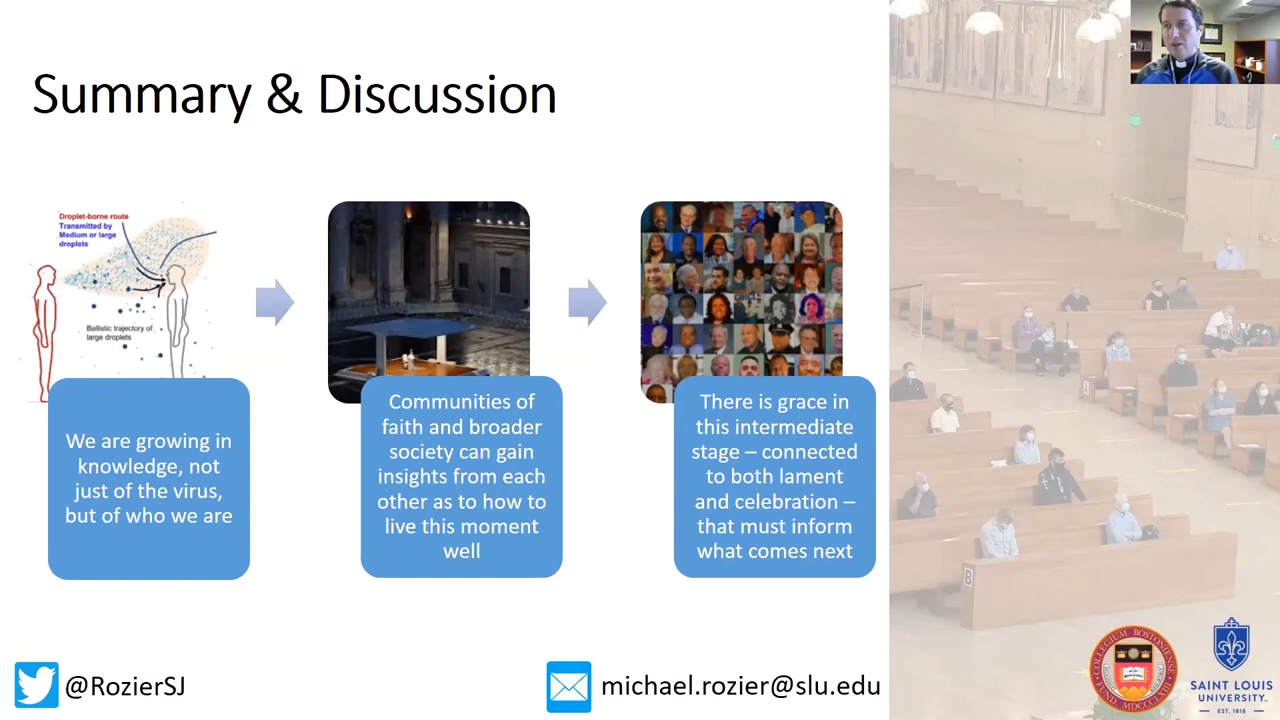 Summary & Discussion
Droplet-borne route
Transmitted by
Medium or large
droplets
Ballistic trajectory of
large droplets
We are growing in
knowledge, not
just of the virus,
but of who we are
Communities of
faith and broader
society can gain
insights from each
other as to how to
live this moment
well
There is grace in
this intermediate
stage – connected
to both lament
and celebration –
that must inform
what comes next
B
@RozierSJ
michael.rozier@slu.edu
COLLEGIUM BOSTONIENSE
FUND. MDCCCLXIII
SAINT LOUIS
UNIVERSITY
EST. 1818